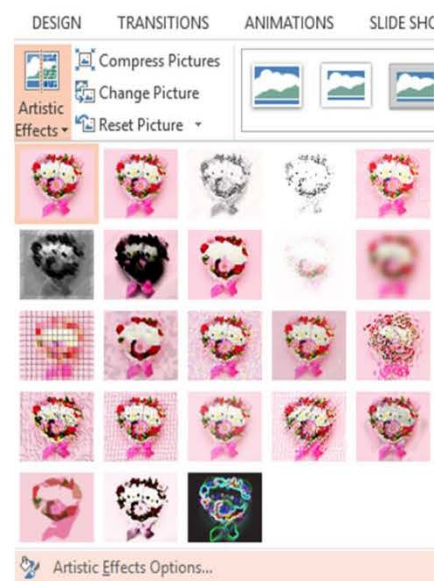 DESIGN TRANSITIONS ANIMATIONS SLIDE SHO
Compress Pictures
Change Picture
Artistic
Effects
Reset Picture
Artistic Effects Options...